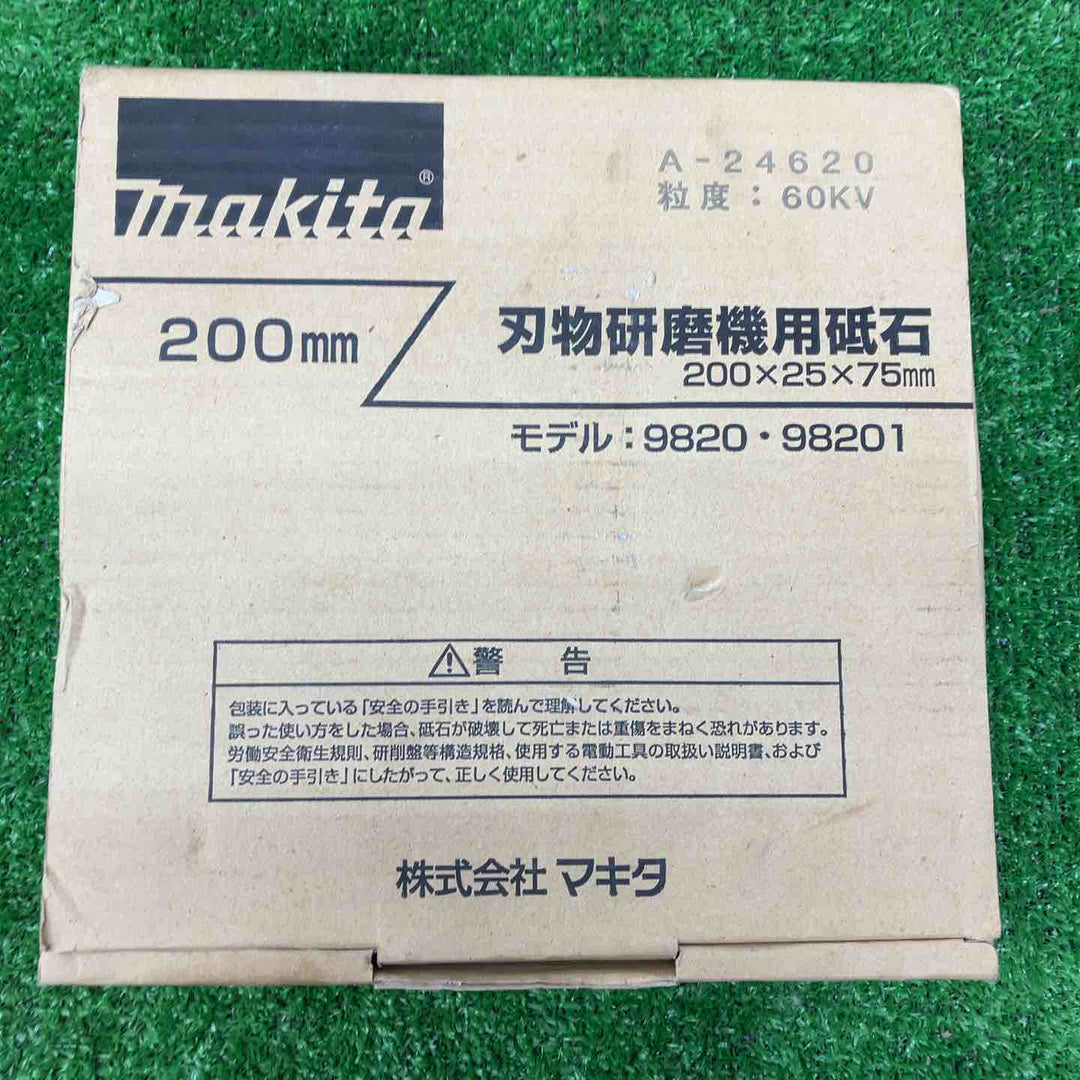 makita®
A-24620
粒度：60KV
200mm
刃物研磨機用砥石
200×25×75mm
モデル：9820・98201
⚠警 告
包装に入っている「安全の手引き」を読んで理解してください。
誤った使い方をした場合、砥石が破壊して死亡または重傷をまねく恐れがあります。
労働安全衛生規則、研削盤等構造規格、使用する電動工具の取扱い説明書、および
「安全の手引き」にしたがって、正しく使用してください。
株式会社 マキタ